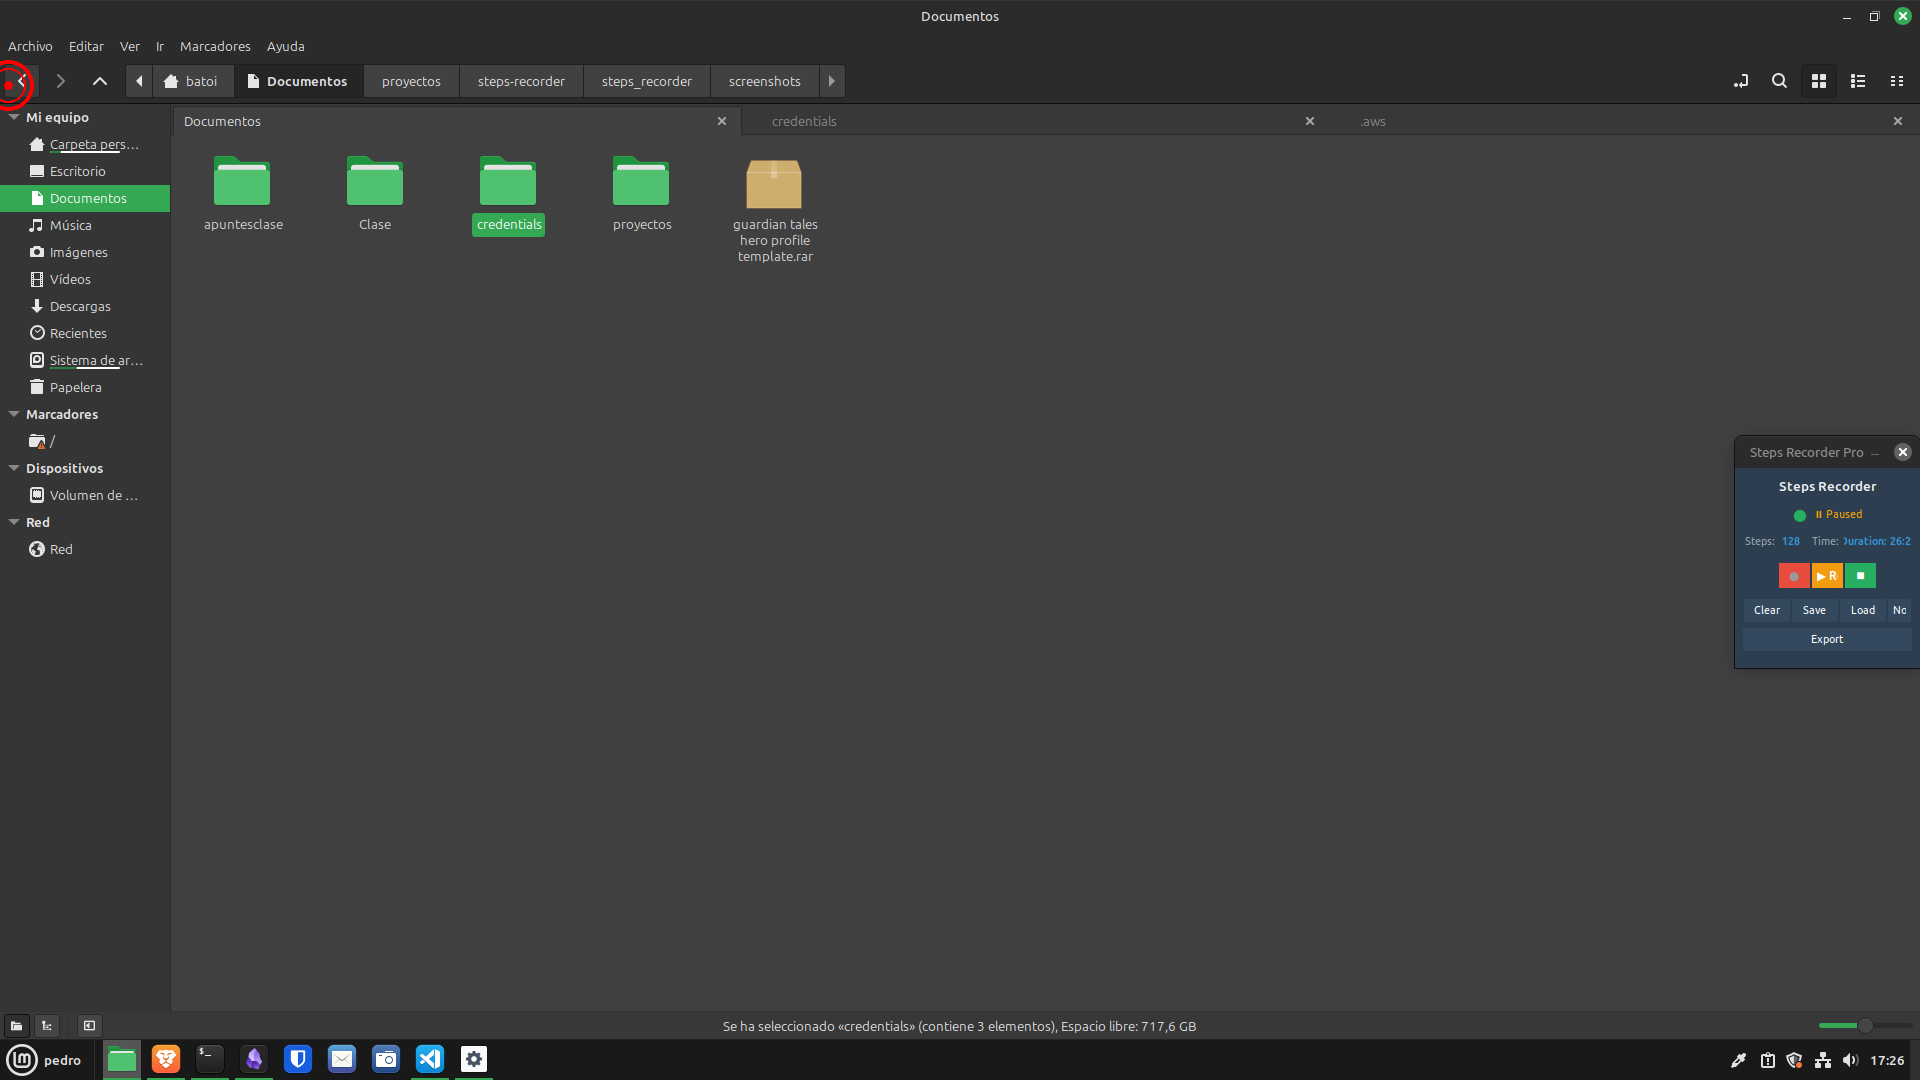 Documentos
Archivo Editar Ver Ir Marcadores Ayuda
batoi Documentos proyectos steps-recorder steps_recorder screenshots
Mi equipo
Carpeta pers...
Escritorio
Documentos
Música
Imágenes
Vídeos
Descargas
Recientes
Sistema de ar...
Papelera
Marcadores
/
Dispositivos
Volumen de ...
Red
Red
Documentos credentials .aws
apuntesclase Clase credentials proyectos guardian tales
hero profile
template.rar
Steps Recorder Pro
Steps Recorder
Paused
Steps: 128 Time: Duration: 26:2
R
Clear Save Load No
Export
Se ha seleccionado «credentials» (contiene 3 elementos), Espacio libre: 717,6 GB
lm pedro $_ 17:26